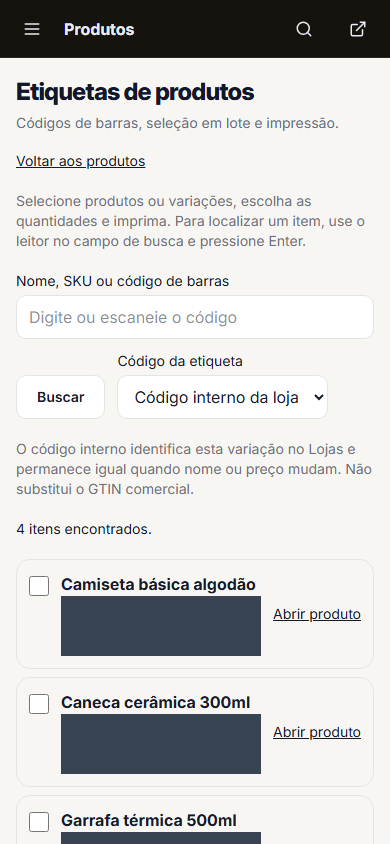 Produtos
Etiquetas de produtos
Códigos de barras, seleção em lote e impressão.
Voltar aos produtos
Selecione produtos ou variações, escolha as
quantidades e imprima. Para localizar um item, use o
leitor no campo de busca e pressione Enter.
Nome, SKU ou código de barras
Digite ou escaneie o código
Código da etiqueta
Buscar
Código interno da loja
O código interno identifica esta variação no Lojas e
permanece igual quando nome ou preço mudam. Não
substitui o GTIN comercial.
4 itens encontrados.
Camiseta básica algodão
Abrir produto
Caneca cerâmica 300ml
Abrir produto
Garrafa térmica 500ml